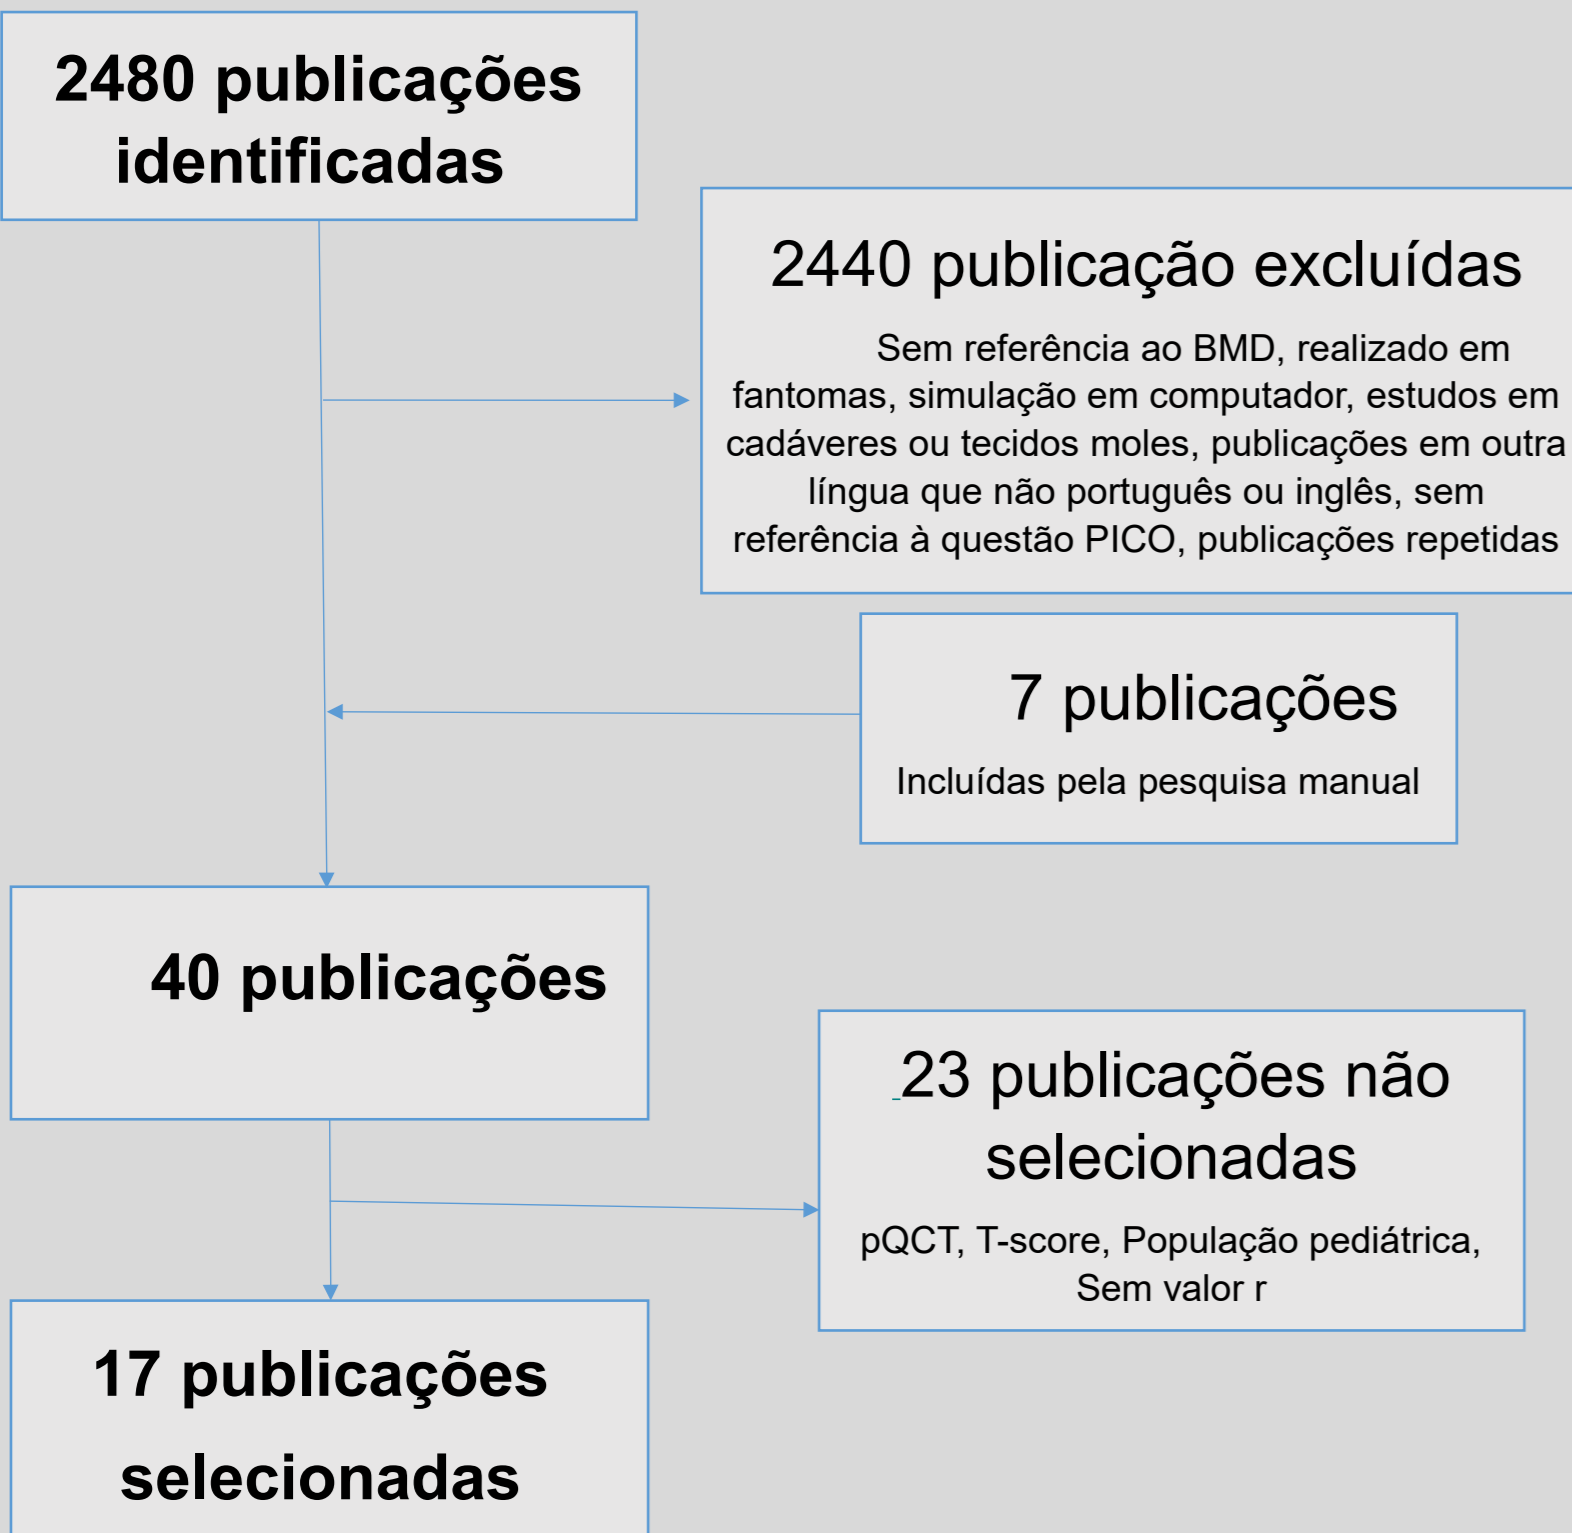 2480 publicações
identificadas
2440 publicação excluídas
Sem referência ao BMD, realizado em
fantomas, simulação em computador, estudos em
cadáveres ou tecidos moles, publicações em outra
língua que não português ou inglês, sem
referência à questão PICO, publicações repetidas
7 publicações
Incluídas pela pesquisa manual
40 publicações
23 publicações não
selecionadas
pQCT, T-score, População pediátrica,
Sem valor r
17 publicações
selecionadas